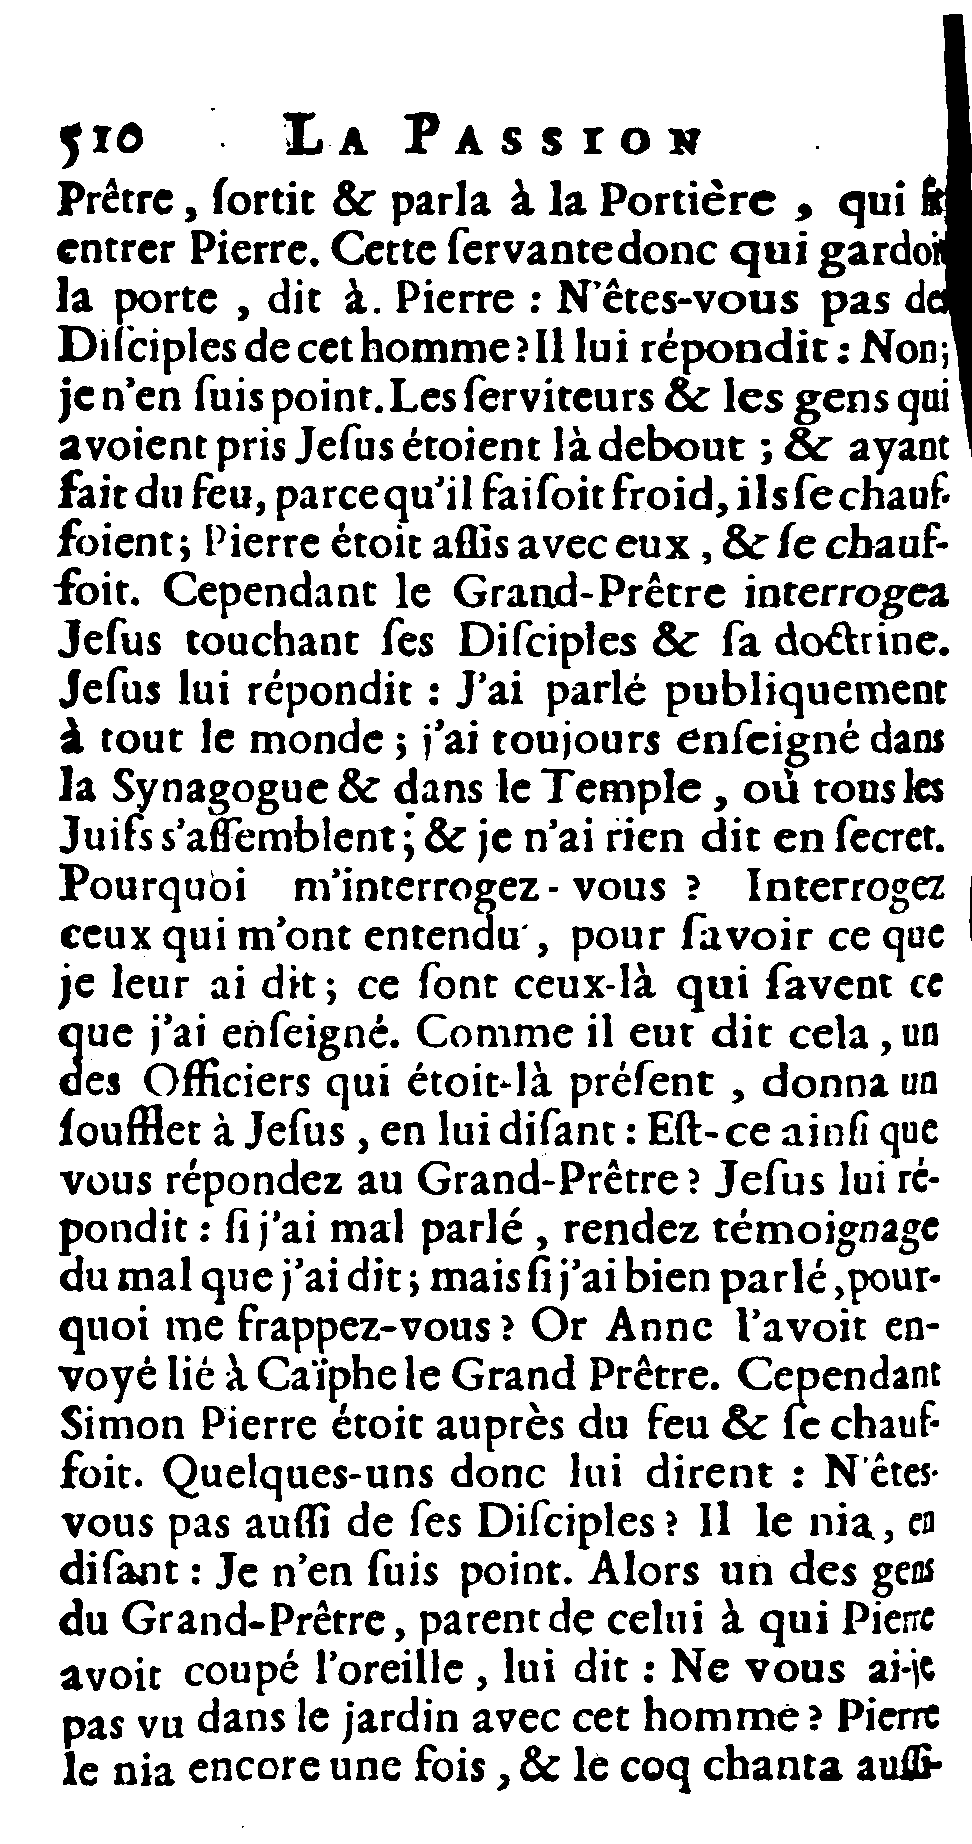 510 LA PASSION
Prêtre, ſortit & parla à la Portière, qui fit
entrer Pierre. Cette ſervante donc qui gardoit
la porte, dit à. Pierre : N'êtes-vous pas des
Diſciples de cet homme? Il lui répondit : Non;
je n'en ſuis point. Les ſerviteurs & les gens qui
avoient pris Jeſus étoient là debout ; & ayant
fait du feu, parce qu'il faiſoit froid, ils ſe chauf-
foient; Pierre étoit aſſis avec eux, & ſe chauf-
foit. Cependant le Grand-Prêtre interrogea
Jeſus touchant ſes Diſciples & ſa doctrine.
Jeſus lui répondit : J'ai parlé publiquement
à tout le monde ; j'ai toujours enſeigné dans
la Synagogue & dans le Temple, où tous les
Juifs s'aſſemblent ; & je n'ai rien dit en ſecret.
Pourquoi m'interrogez-vous ? Interrogez
ceux qui m'ont entendu, pour ſavoir ce que
je leur ai dit ; ce ſont ceux-là qui ſavent ce
que j'ai enſeigné. Comme il eut dit cela, un
des Officiers qui étoit-là préſent, donna un
ſoufflet à Jeſus, en lui diſant : Eſt-ce ainſi que
vous répondez au Grand-Prêtre? Jeſus lui ré-
pondit : ſi j'ai mal parlé, rendez témoignage
du mal que j'ai dit ; mais ſi j'ai bien parlé, pour-
quoi me frappez-vous? Or Anne l'avoit en-
voyé lié à Caïphe le Grand Prêtre. Cependant
Simon Pierre étoit auprès du feu & ſe chauf-
foit. Quelques-uns donc lui dirent : N'êtes-
vous pas auſſi de ſes Diſciples? Il le nia, en
diſant : Je n'en ſuis point. Alors un des gens
du Grand-Prêtre, parent de celui à qui Pierre
avoit coupé l'oreille, lui dit : Ne vous ai-je
pas vu dans le jardin avec cet homme? Pierre
le nia encore une fois, & le coq chanta auſſi-